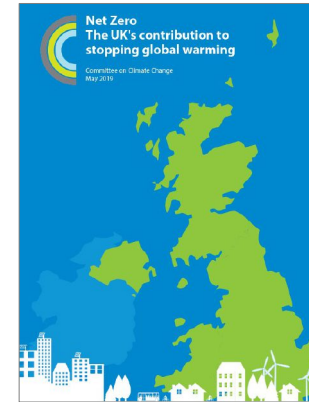 Net Zero
The UK's contribution to
stopping global warming
Committee on Climate Change
May 2019